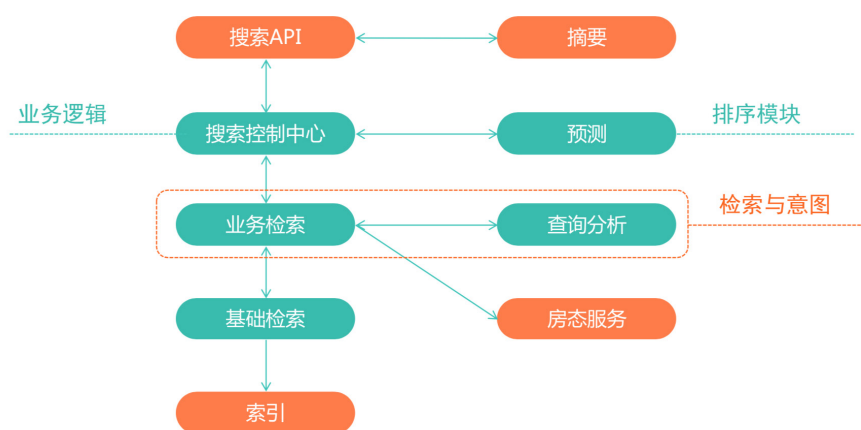 搜索API
摘要
业务逻辑
搜索控制中心
预测
排序模块
检索与意图
业务检索
查询分析
基础检索
房态服务
索引